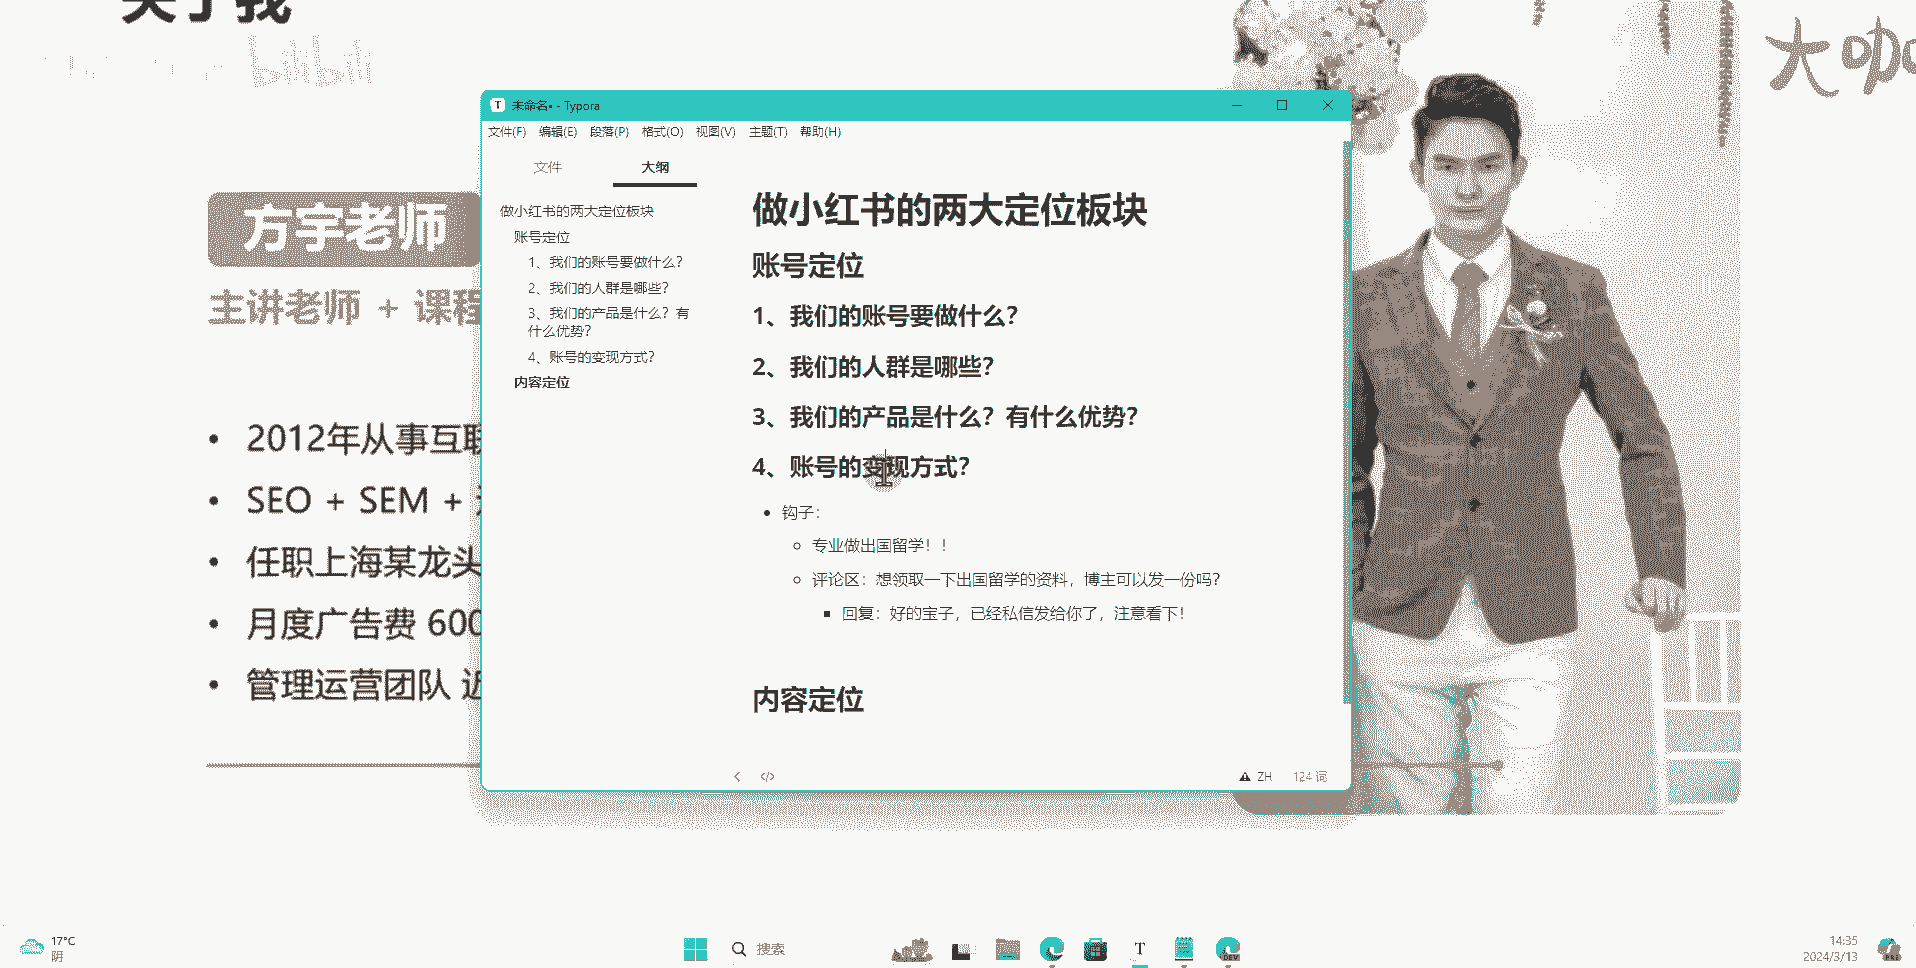 关于我
bilibili
大咖
方宇老师
主讲老师 + 课程
2012年从事互联
SEO + SEM +
任职上海某龙头
月度广告费 600
管理运营团队 近
未命名• - Typora
文件(F) 编辑(E) 段落(P) 格式(O) 视图(V) 主题(T) 帮助(H)
文件 大纲
做小红书的两大定位板块
账号定位
1、我们的账号要做什么？
2、我们的人群是哪些？
3、我们的产品是什么？有
什么优势？
4、账号的变现方式？
内容定位
做小红书的两大定位板块
账号定位
1、我们的账号要做什么？
2、我们的人群是哪些？
3、我们的产品是什么？有什么优势？
4、账号的变现方式？
钩子：
专业做出国留学！！
评论区：想领取一下出国留学的资料，博主可以发一份吗？
回复：好的宝子，已经私信发给你了，注意看下！
内容定位
ZH 124 词
17°C
阴
搜索
T
DEV
14:35
2024/3/13
PRE